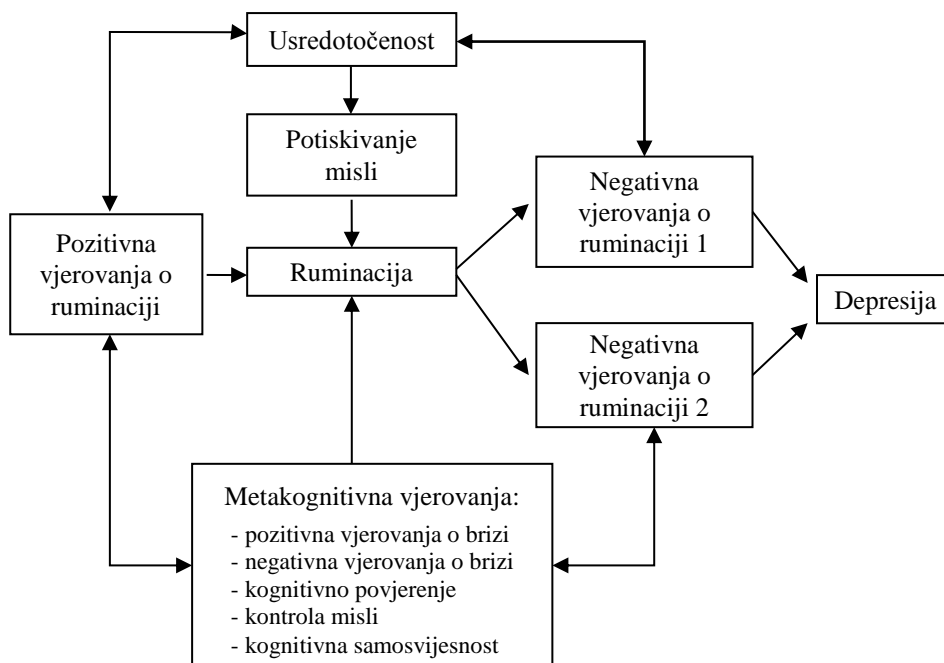 Usredotočenost
Potiskivanje
misli
Negativna
vjerovanja o
ruminaciji 1
Pozitivna
vjerovanja o
ruminaciji
Ruminacija
Depresija
Negativna
vjerovanja o
ruminaciji 2
Metakognitivna vjerovanja:
- pozitivna vjerovanja o brizi
- negativna vjerovanja o brizi
- kognitivno povjerenje
- kontrola misli
- kognitivna samosvijesnost